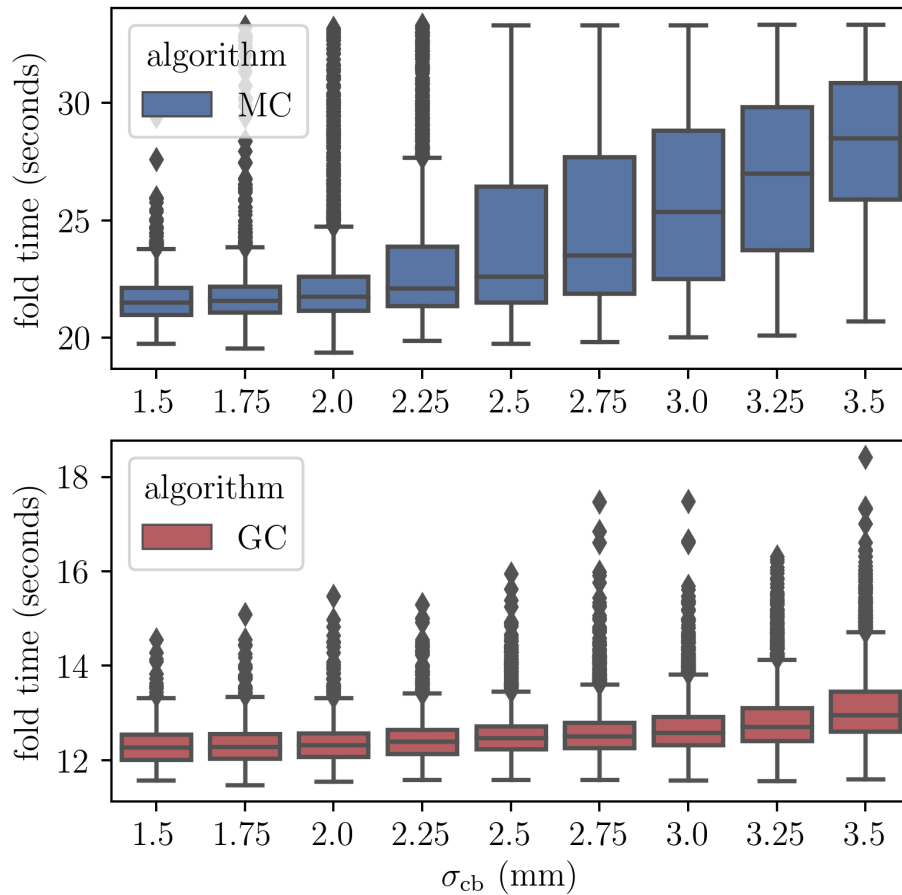 algorithm
MC
fold time (seconds)
30
25
20
1.5 1.75 2.0 2.25 2.5 2.75 3.0 3.25 3.5
algorithm
GC
fold time (seconds)
18
16
14
12
1.5 1.75 2.0 2.25 2.5 2.75 3.0 3.25 3.5
σcb (mm)